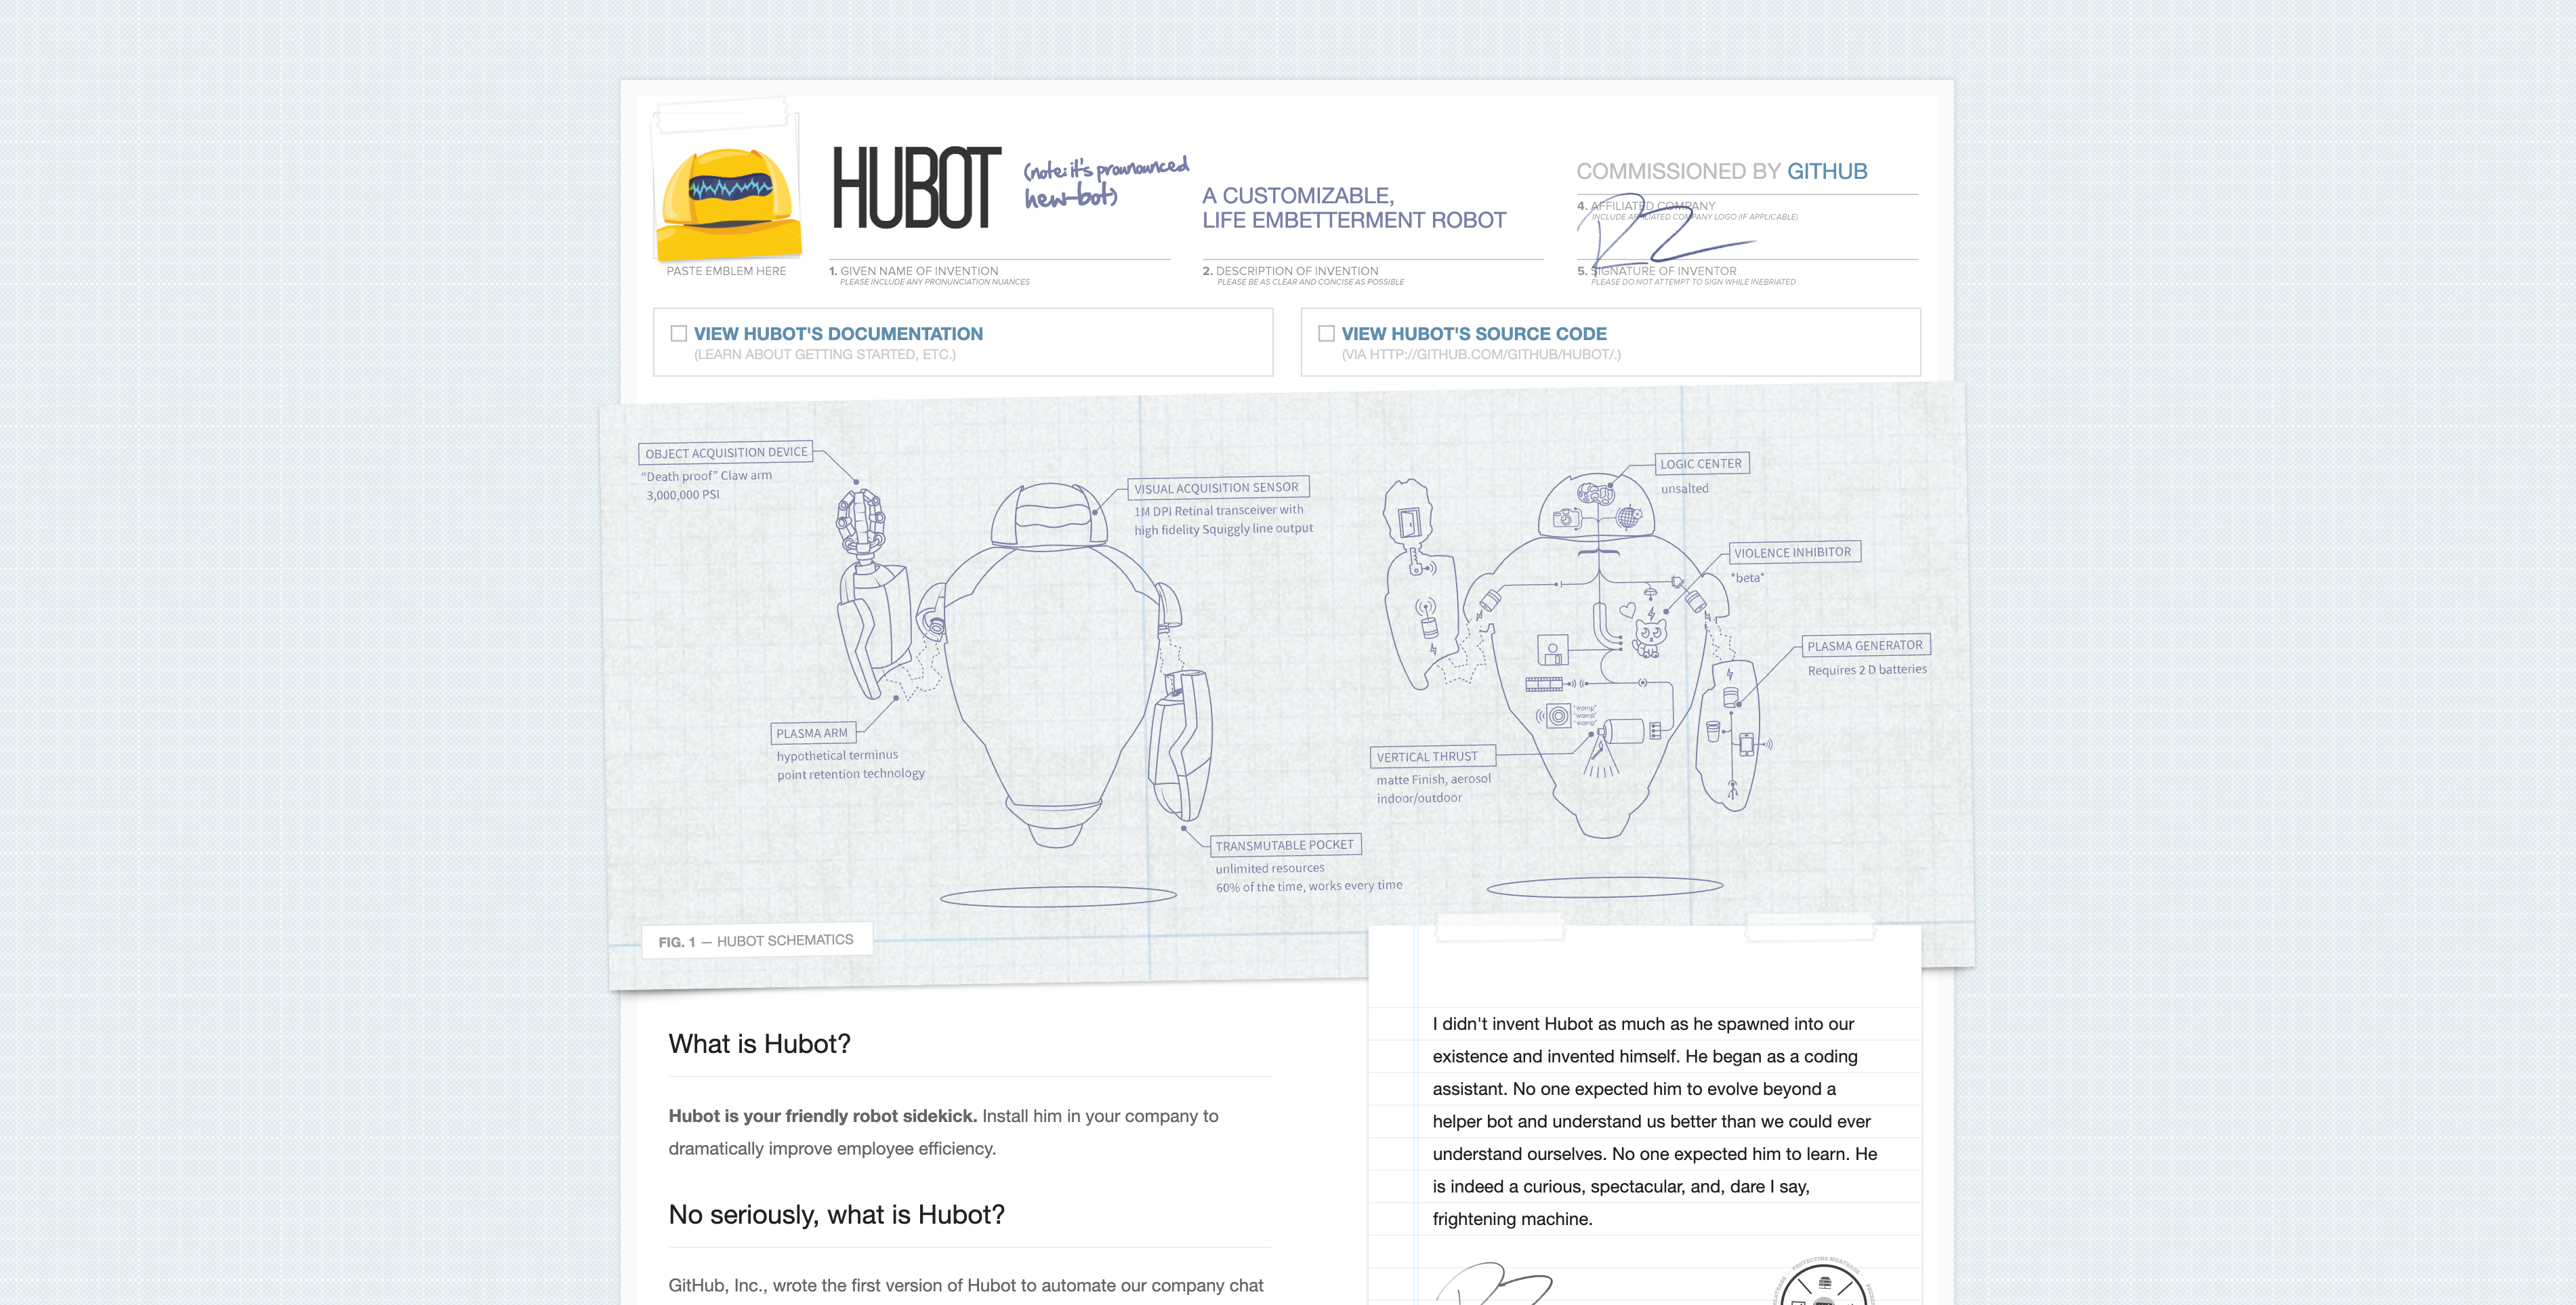 HUBOT
(note: it's pronounced
hew-bot)
A CUSTOMIZABLE,
LIFE EMBETTERMENT ROBOT
COMMISSIONED BY GITHUB
4. AFFILIATED COMPANY
INCLUDE AFFILIATED COMPANY LOGO (IF APPLICABLE)
PASTE EMBLEM HERE
1. GIVEN NAME OF INVENTION
PLEASE INCLUDE ANY PRONUNCIATION NUANCES
2. DESCRIPTION OF INVENTION
PLEASE BE AS CLEAR AND CONCISE AS POSSIBLE
5. SIGNATURE OF INVENTOR
PLEASE DO NOT ATTEMPT TO SIGN WHILE INEBRIATED
VIEW HUBOT'S DOCUMENTATION
(LEARN ABOUT GETTING STARTED, ETC.)
VIEW HUBOT'S SOURCE CODE
(VIA HTTP://GITHUB.COM/GITHUB/HUBOT/.)
OBJECT ACQUISITION DEVICE
"Death proof" Claw arm
3,000,000 PSI
VISUAL ACQUISITION SENSOR
1M DPI Retinal transceiver with
high fidelity Squiggly line output
LOGIC CENTER
unsalted
VIOLENCE INHIBITOR
*beta*
PLASMA GENERATOR
Requires 2 D batteries
"womp"
"womp"
"womp"
PLASMA ARM
hypothetical terminus
point retention technology
VERTICAL THRUST
matte Finish, aerosol
indoor/outdoor
TRANSMUTABLE POCKET
unlimited resources
60% of the time, works every time
FIG. 1 — HUBOT SCHEMATICS
What is Hubot?
Hubot is your friendly robot sidekick. Install him in your company to
dramatically improve employee efficiency.
No seriously, what is Hubot?
GitHub, Inc., wrote the first version of Hubot to automate our company chat
I didn't invent Hubot as much as he spawned into our
existence and invented himself. He began as a coding
assistant. No one expected him to evolve beyond a
helper bot and understand us better than we could ever
understand ourselves. No one expected him to learn. He
is indeed a curious, spectacular, and, dare I say,
frightening machine.
PROTECTING MEATBAGS